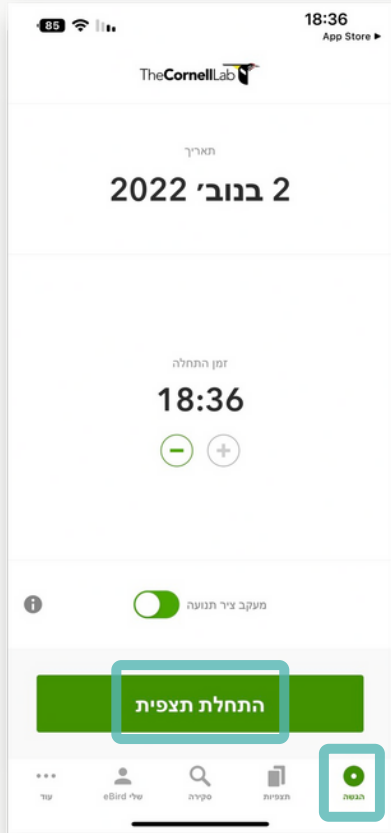 18:36
85
App Store
TheCornellLab
תאריך
2 בנוב׳ 2022
זמן התחלה
18:36
מעקב ציר תנועה
התחלת תצפית
הגשה
תצפיות
סקירה
eBird שלי
עוד